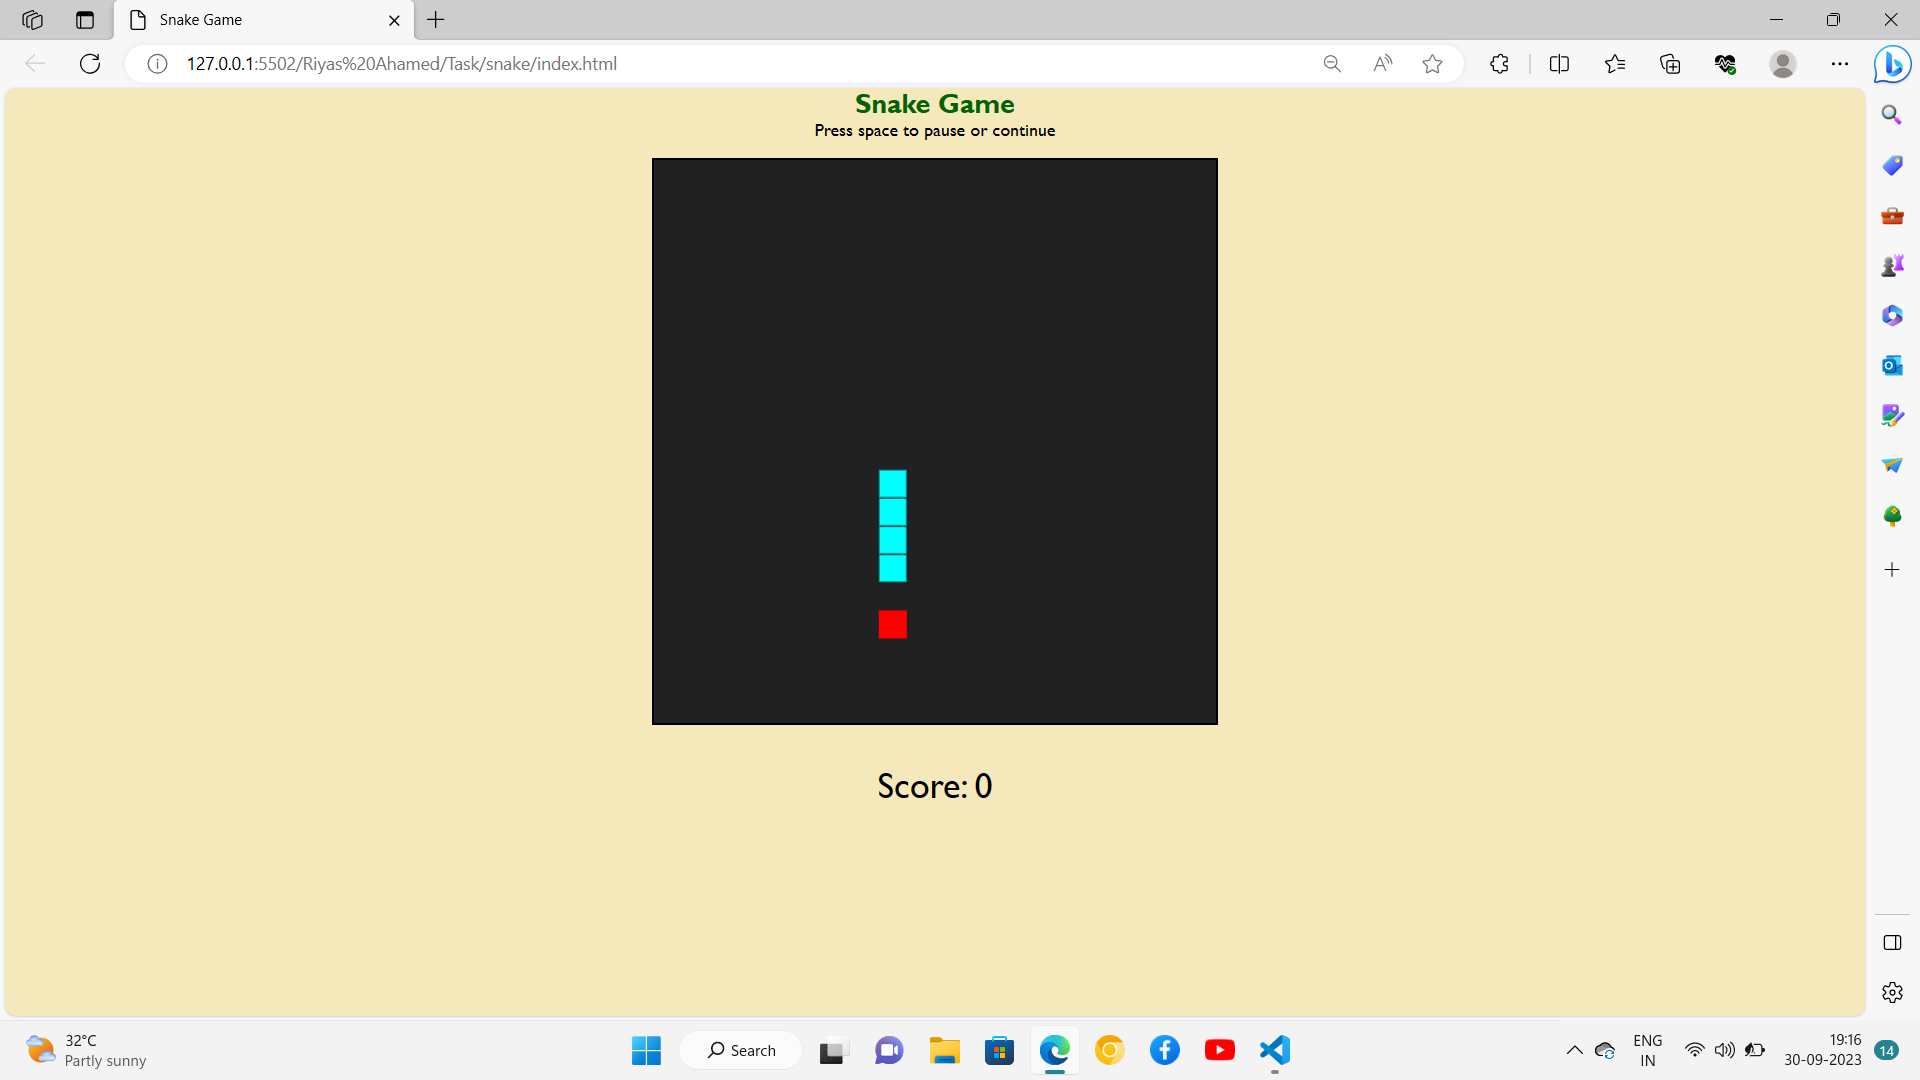 Snake Game
127.0.0.1:5502/Riyas%20Ahamed/Task/snake/index.html
Snake Game
Press space to pause or continue
Score: 0
32°C
Partly sunny
Search
ENG
IN
19:16
30-09-2023
14